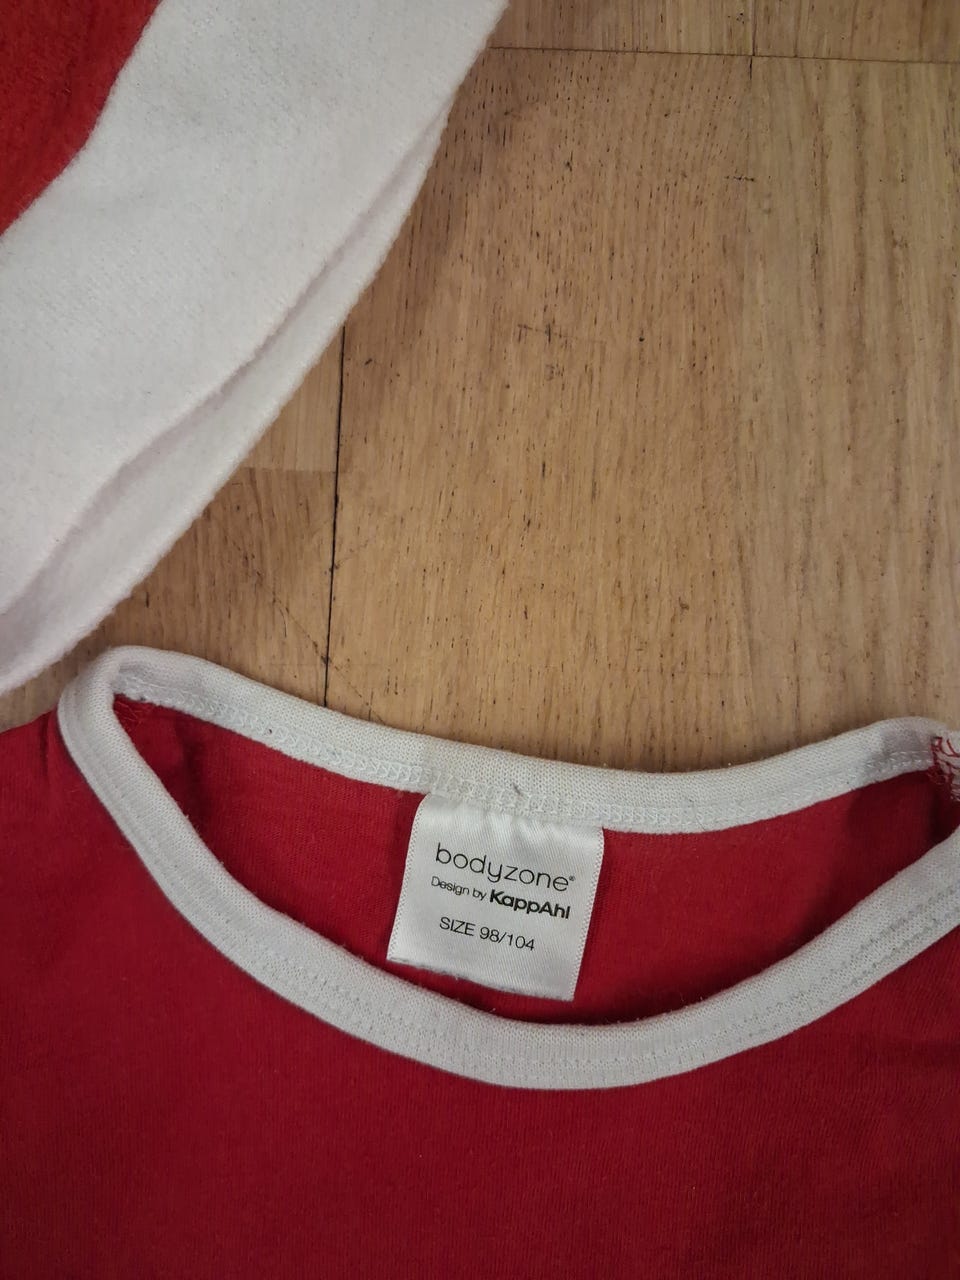 bodyzone®
Design by KappAhl
SIZE 98/104